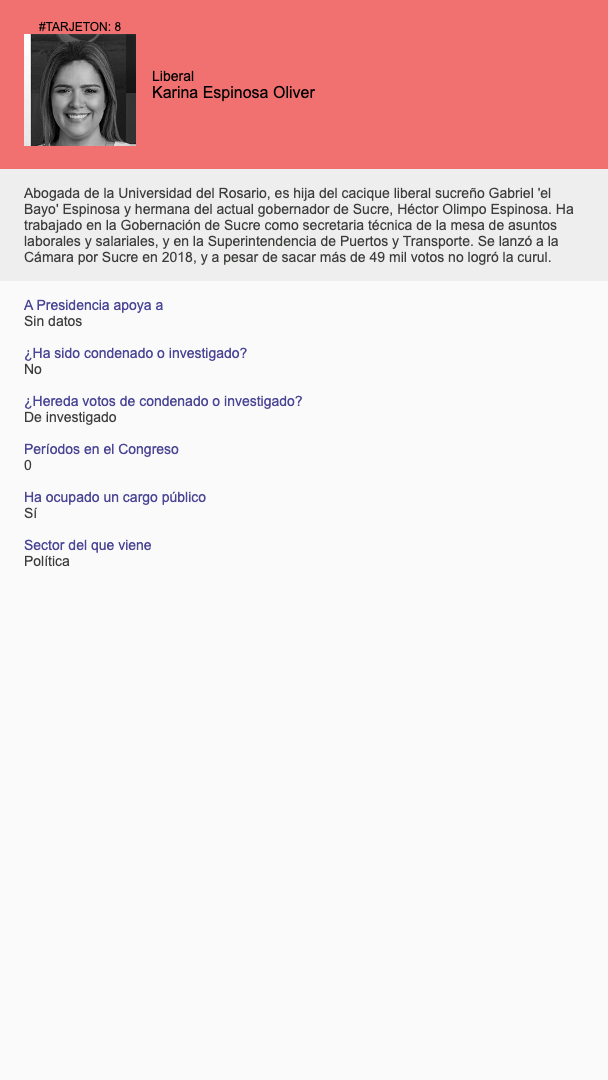 #TARJETON: 8
Liberal
Karina Espinosa Oliver
Abogada de la Universidad del Rosario, es hija del cacique liberal sucreño Gabriel 'el
Bayo' Espinosa y hermana del actual gobernador de Sucre, Héctor Olimpo Espinosa. Ha
trabajado en la Gobernación de Sucre como secretaria técnica de la mesa de asuntos
laborales y salariales, y en la Superintendencia de Puertos y Transporte. Se lanzó a la
Cámara por Sucre en 2018, y a pesar de sacar más de 49 mil votos no logró la curul.
A Presidencia apoya a
Sin datos
¿Ha sido condenado o investigado?
No
¿Hereda votos de condenado o investigado?
De investigado
Períodos en el Congreso
0
Ha ocupado un cargo público
Sí
Sector del que viene
Política